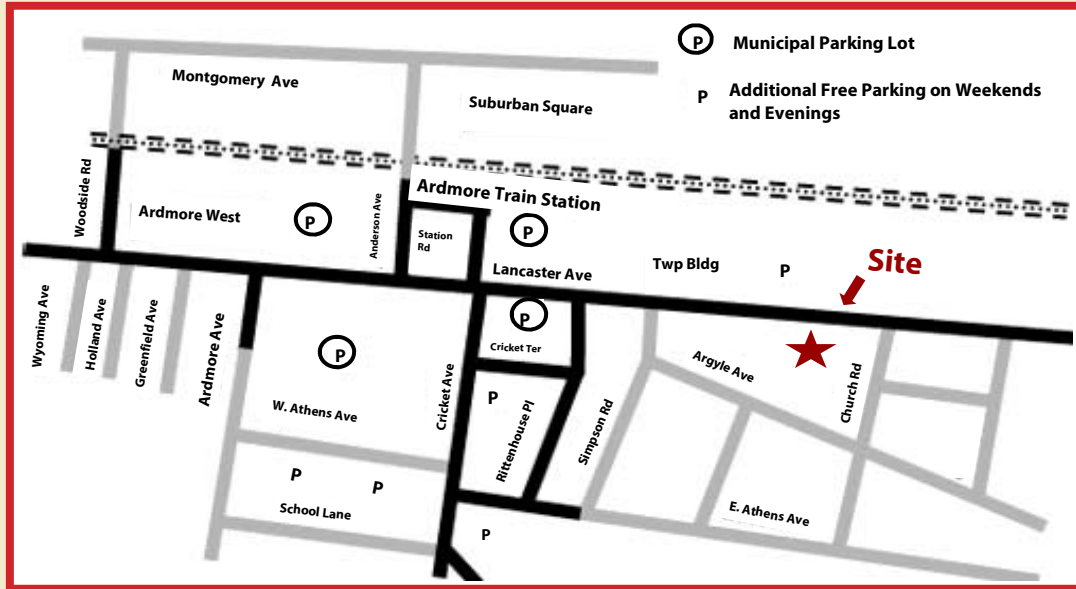 P Municipal Parking Lot
P Additional Free Parking on Weekends
and Evenings
Montgomery Ave
Suburban Square
Woodside Rd
Ardmore West
P
Anderson Ave
Ardmore Train Station
Station
Rd
P
Lancaster Ave
Twp Bldg
P
Site
Wyoming Ave
Holland Ave
Greenfield Ave
Ardmore Ave
P
W. Athens Ave
Cricket Ave
P
Cricket Ter
P
Rittenhouse Pl
Simpson Rd
Argyle Ave
Church Rd
P
P
School Lane
P
E. Athens Ave